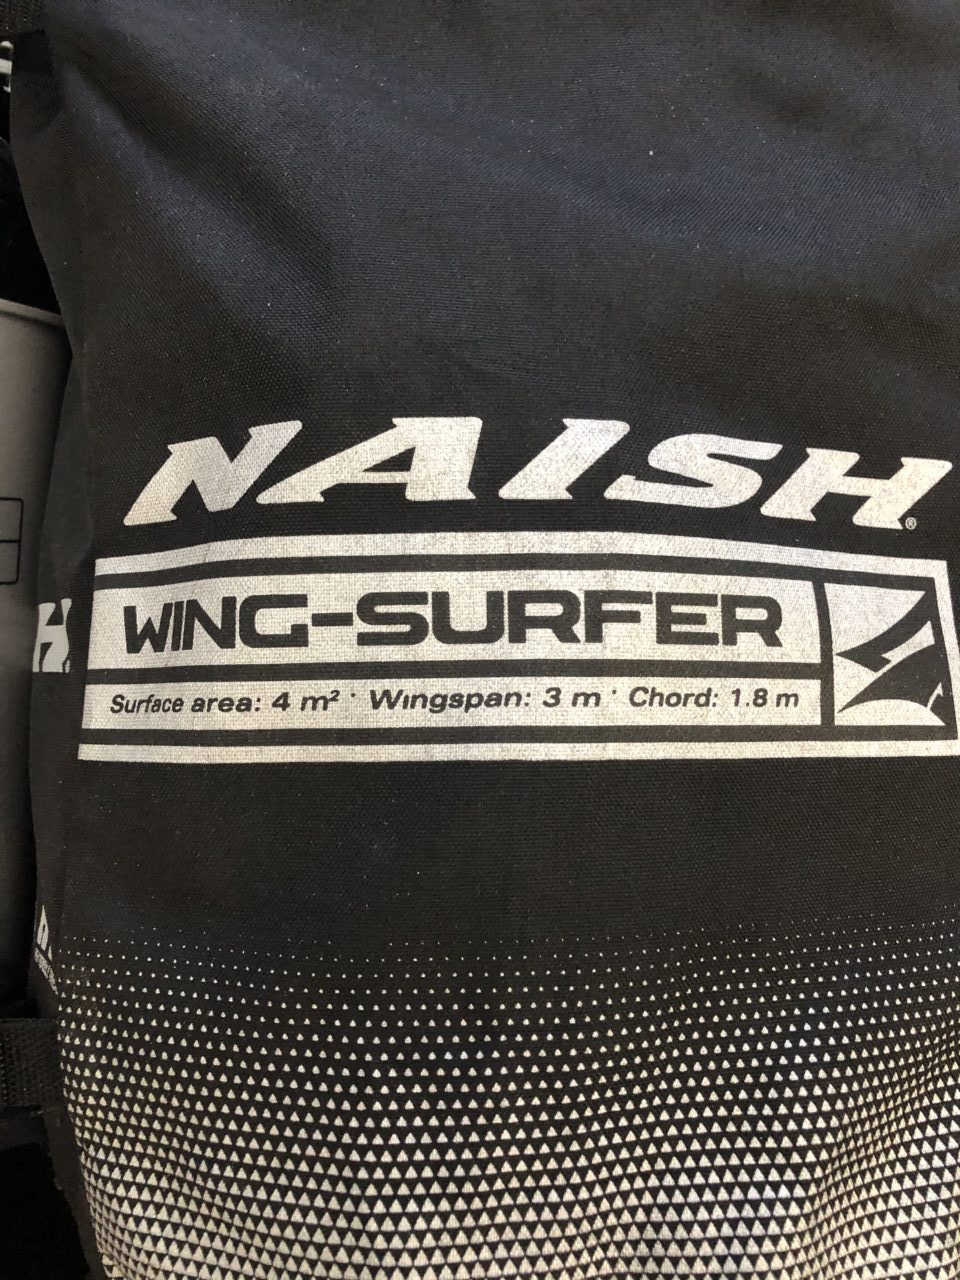 NAISH®
WING-SURFER
Surface area: 4 m² · Wingspan: 3 m · Chord: 1.8 m
H.